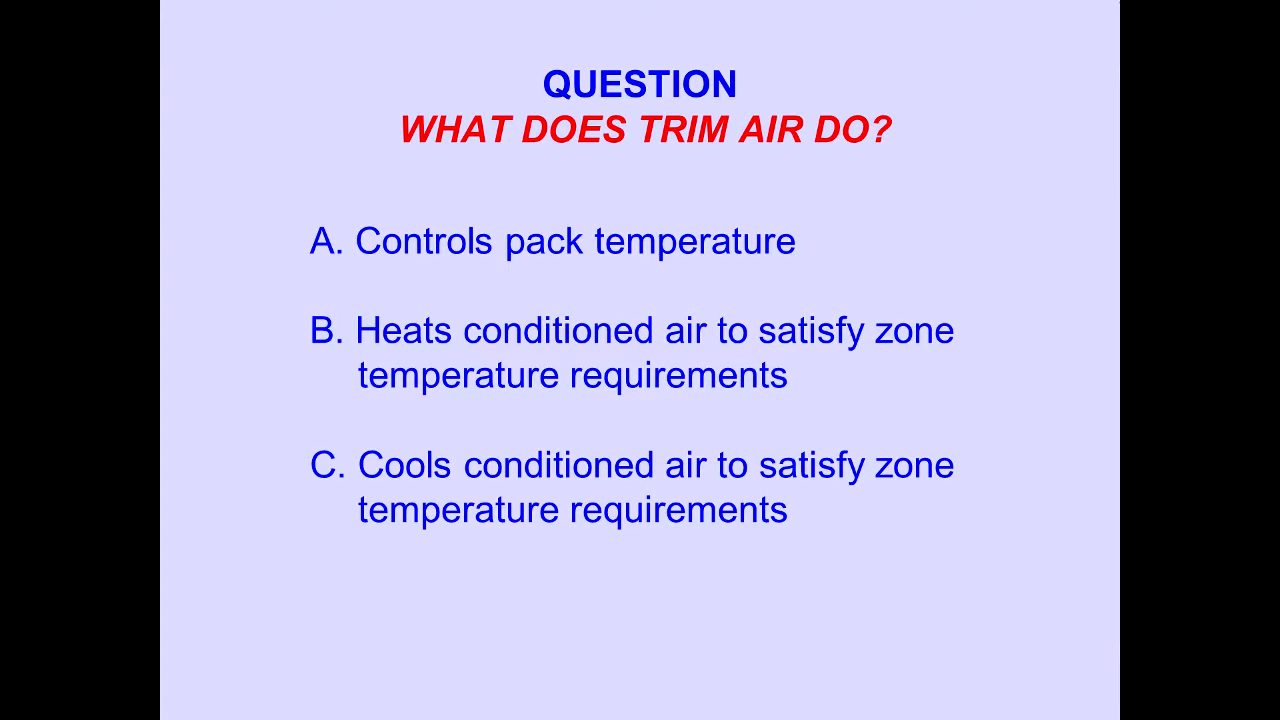 QUESTION
WHAT DOES TRIM AIR DO?
A. Controls pack temperature
B. Heats conditioned air to satisfy zone
temperature requirements
C. Cools conditioned air to satisfy zone
temperature requirements